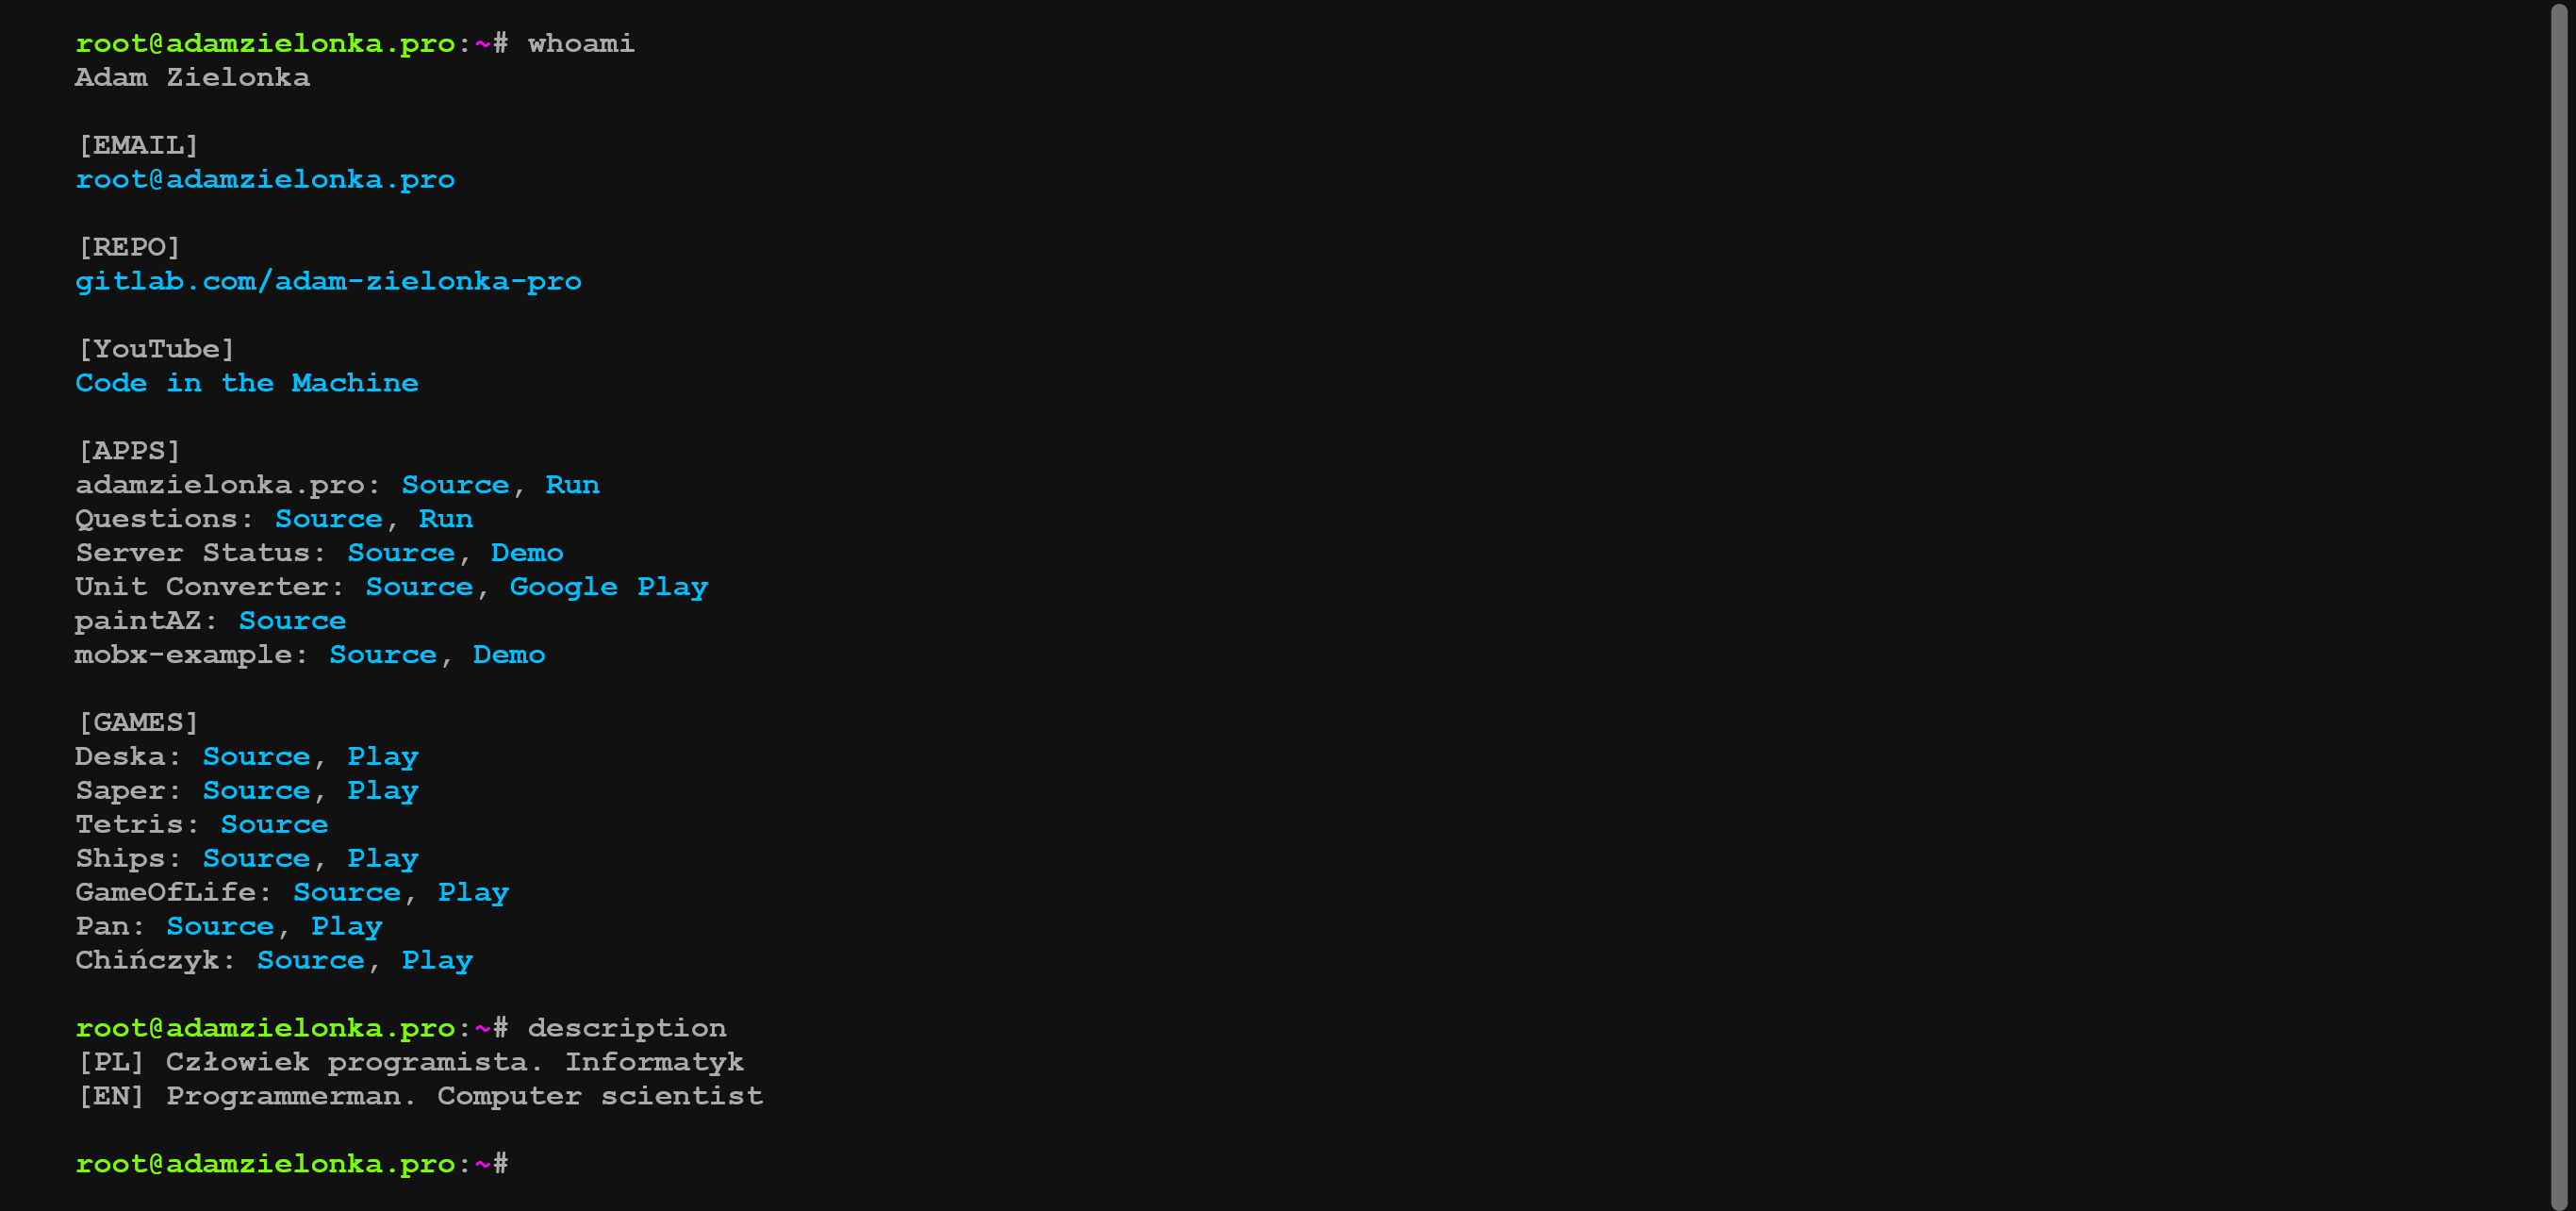 root@adamzielonka.pro:~# whoami
Adam Zielonka
[EMAIL]
root@adamzielonka.pro
[REPO]
gitlab.com/adam-zielonka-pro
[YouTube]
Code in the Machine
[APPS]
adamzielonka.pro: Source, Run
Questions: Source, Run
Server Status: Source, Demo
Unit Converter: Source, Google Play
paintAZ: Source
mobx-example: Source, Demo
[GAMES]
Deska: Source, Play
Saper: Source, Play
Tetris: Source
Ships: Source, Play
GameOfLife: Source, Play
Pan: Source, Play
Chińczyk: Source, Play
root@adamzielonka.pro:~# description
[PL] Człowiek programista. Informatyk
[EN] Programmerman. Computer scientist
root@adamzielonka.pro:~#